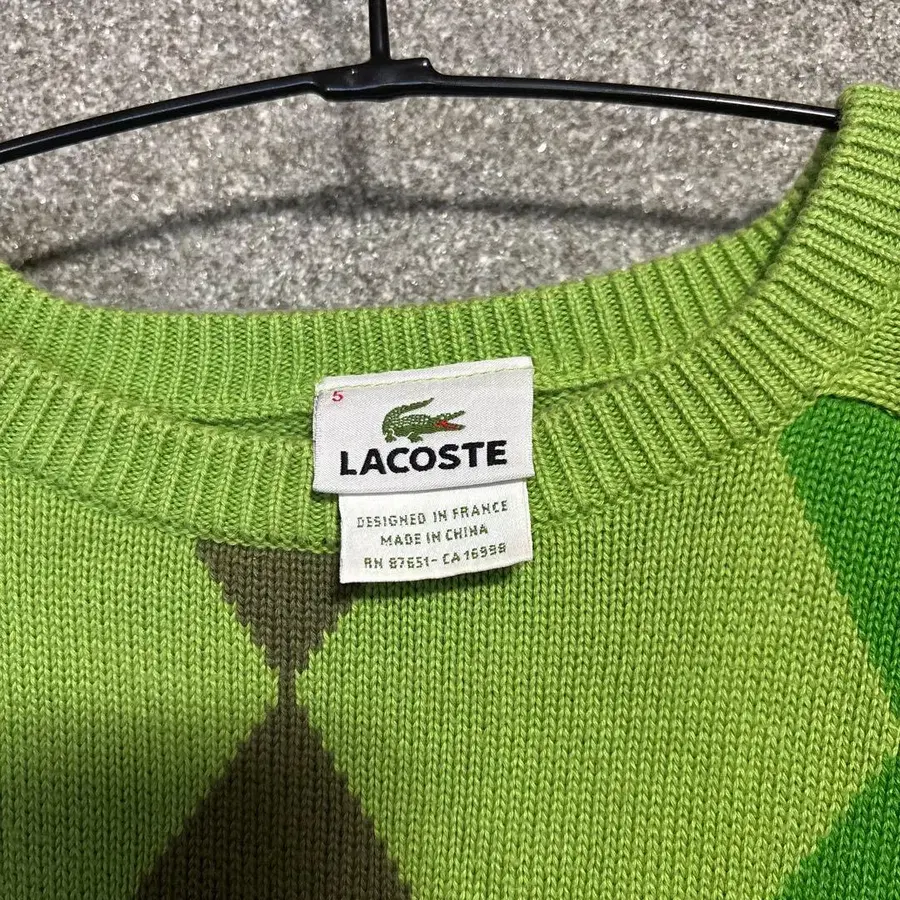 5
LACOSTE
DESIGNED IN FRANCE
MADE IN CHINA
RN 87651- CA 16998